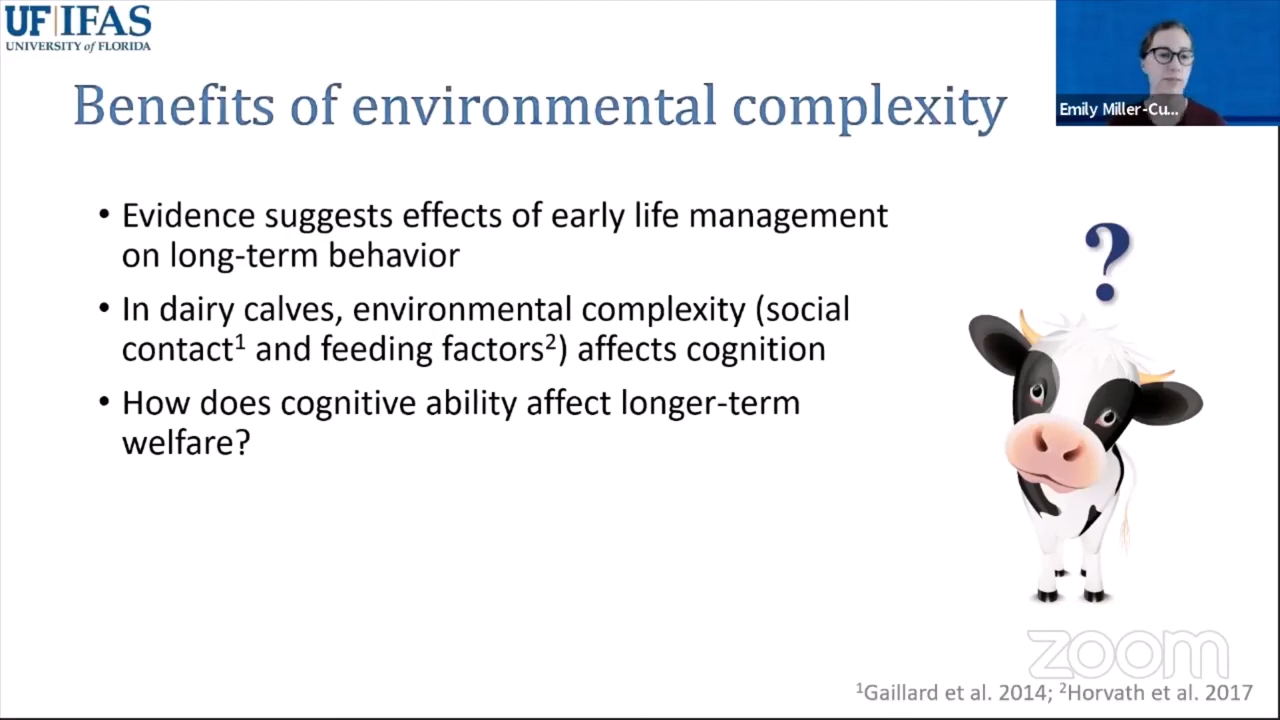 UF|IFAS
UNIVERSITY of FLORIDA
Emily Miller-Cu...
Benefits of environmental complexity
• Evidence suggests effects of early life management
on long-term behavior
• In dairy calves, environmental complexity (social
contact¹ and feeding factors²) affects cognition
• How does cognitive ability affect longer-term
welfare?
?
zoom
¹Gaillard et al. 2014; ²Horvath et al. 2017